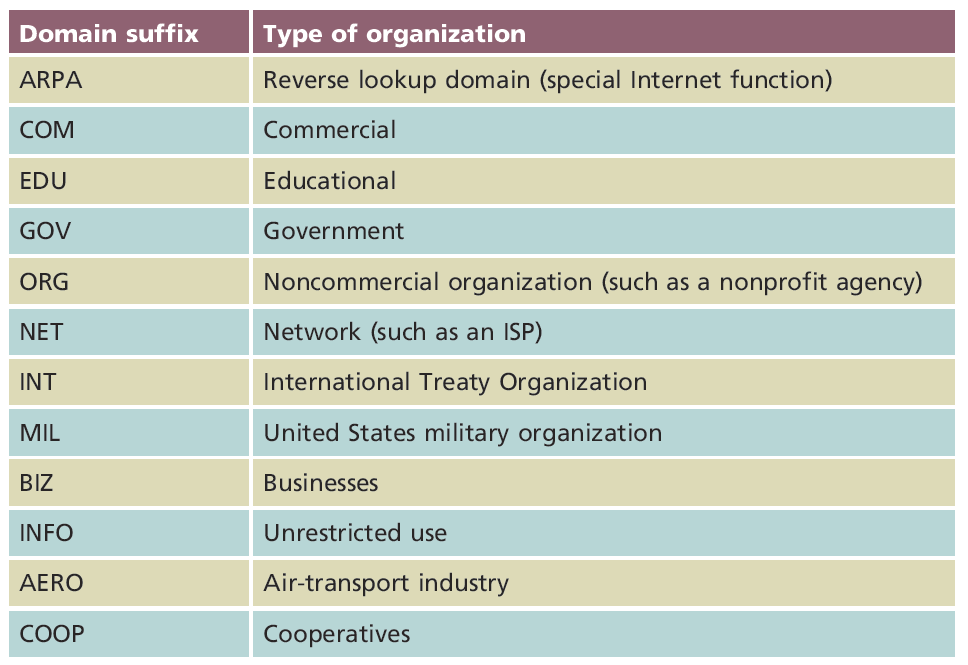 Domain suffix Type of organization
ARPA Reverse lookup domain (special Internet function)
COM Commercial
EDU Educational
GOV Government
ORG Noncommercial organization (such as a nonprofit agency)
NET Network (such as an ISP)
INT International Treaty Organization
MIL United States military organization
BIZ Businesses
INFO Unrestricted use
AERO Air-transport industry
COOP Cooperatives